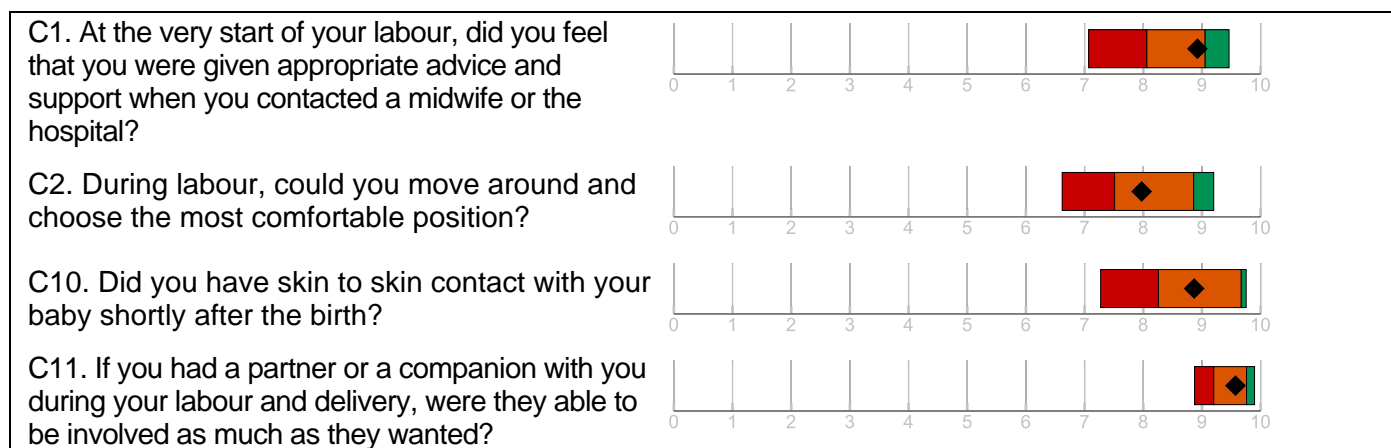 C1. At the very start of your labour, did you feel
that you were given appropriate advice and
support when you contacted a midwife or the
hospital?
0 1 2 3 4 5 6 7 8 9 10
C2. During labour, could you move around and
choose the most comfortable position?
0 1 2 3 4 5 6 7 8 9 10
C10. Did you have skin to skin contact with your
baby shortly after the birth?
0 1 2 3 4 5 6 7 8 9 10
C11. If you had a partner or a companion with you
during your labour and delivery, were they able to
be involved as much as they wanted?
0 1 2 3 4 5 6 7 8 9 10